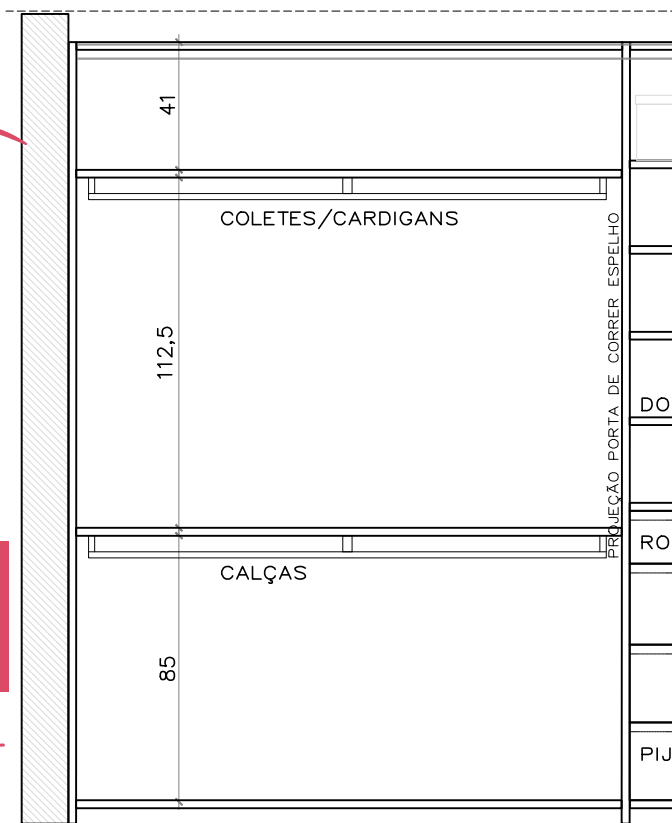 41
COLETES/CARDIGANS
PROJEÇÃO PORTA DE CORRER ESPELHO
112,5
DO
RO
CALÇAS
85
PIJ